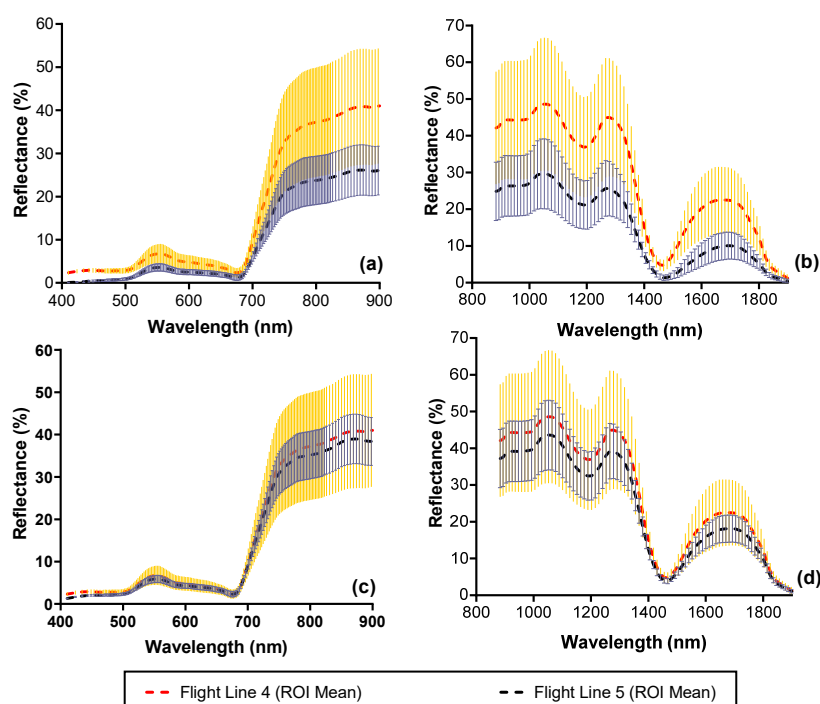 60
50
40
30
20
10
0
400 500 600 700 800 900
Reflectance (%)
Wavelength (nm)
(a)
70
60
50
40
30
20
10
0
800 1000 1200 1400 1600 1800
Reflectance (%)
Wavelength (nm)
(b)
60
50
40
30
20
10
0
400 500 600 700 800 900
Reflectance (%)
Wavelength (nm)
(c)
70
60
50
40
30
20
10
0
800 1000 1200 1400 1600 1800
Reflectance (%)
Wavelength (nm)
(d)
Flight Line 4 (ROI Mean)
Flight Line 5 (ROI Mean)